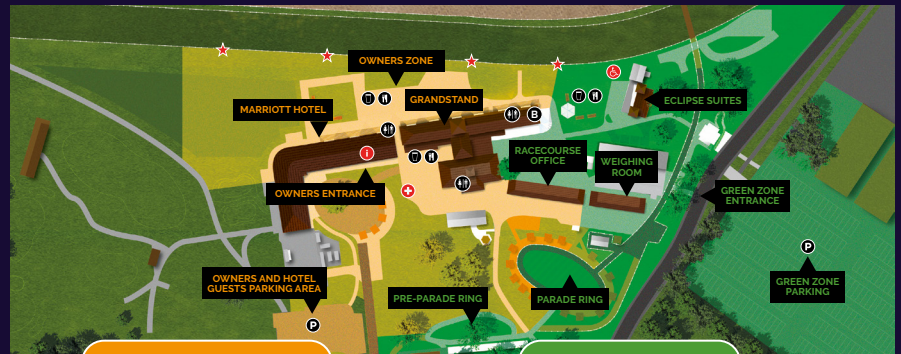 OWNERS ZONE
MARRIOTT HOTEL
GRANDSTAND
B
ECLIPSE SUITES
i
RACECOURSE
OFFICE
WEIGHING
ROOM
OWNERS ENTRANCE
GREEN ZONE
ENTRANCE
P
OWNERS AND HOTEL
GUESTS PARKING AREA
PRE-PARADE RING
PARADE RING
GREEN ZONE
PARKING
P